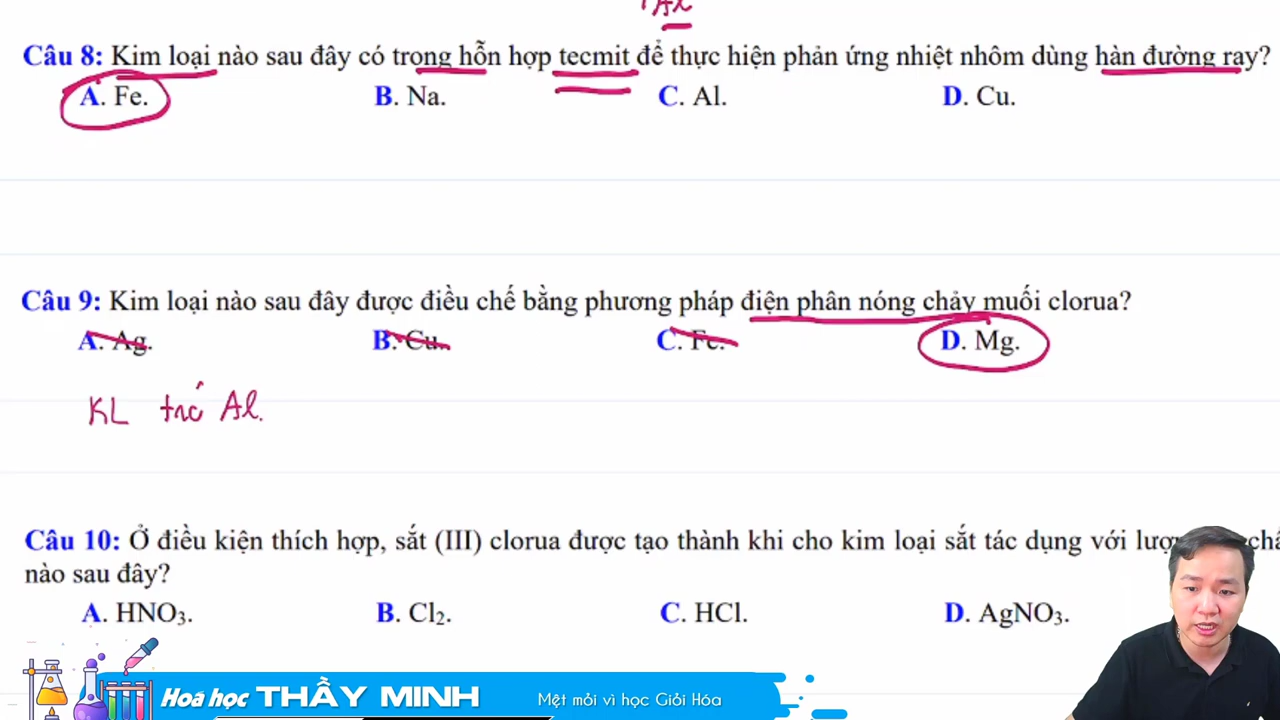 Al
Câu 8: Kim loại nào sau đây có trong hỗn hợp tecmit để thực hiện phản ứng nhiệt nhôm dùng hàn đường ray?
A. Fe. B. Na. C. Al. D. Cu.
Câu 9: Kim loại nào sau đây được điều chế bằng phương pháp điện phân nóng chảy muối clorua?
A. Ag. B. Cu. C. Fe. D. Mg.
KL trừ Al.
Câu 10: Ở điều kiện thích hợp, sắt (III) clorua được tạo thành khi cho kim loại sắt tác dụng với
nào sau đây?
A. HNO₃. B. Cl₂. C. HCl. D. AgNO₃.
Hoá học THẦY MINH Mệt mỏi vì học Giỏi Hóa